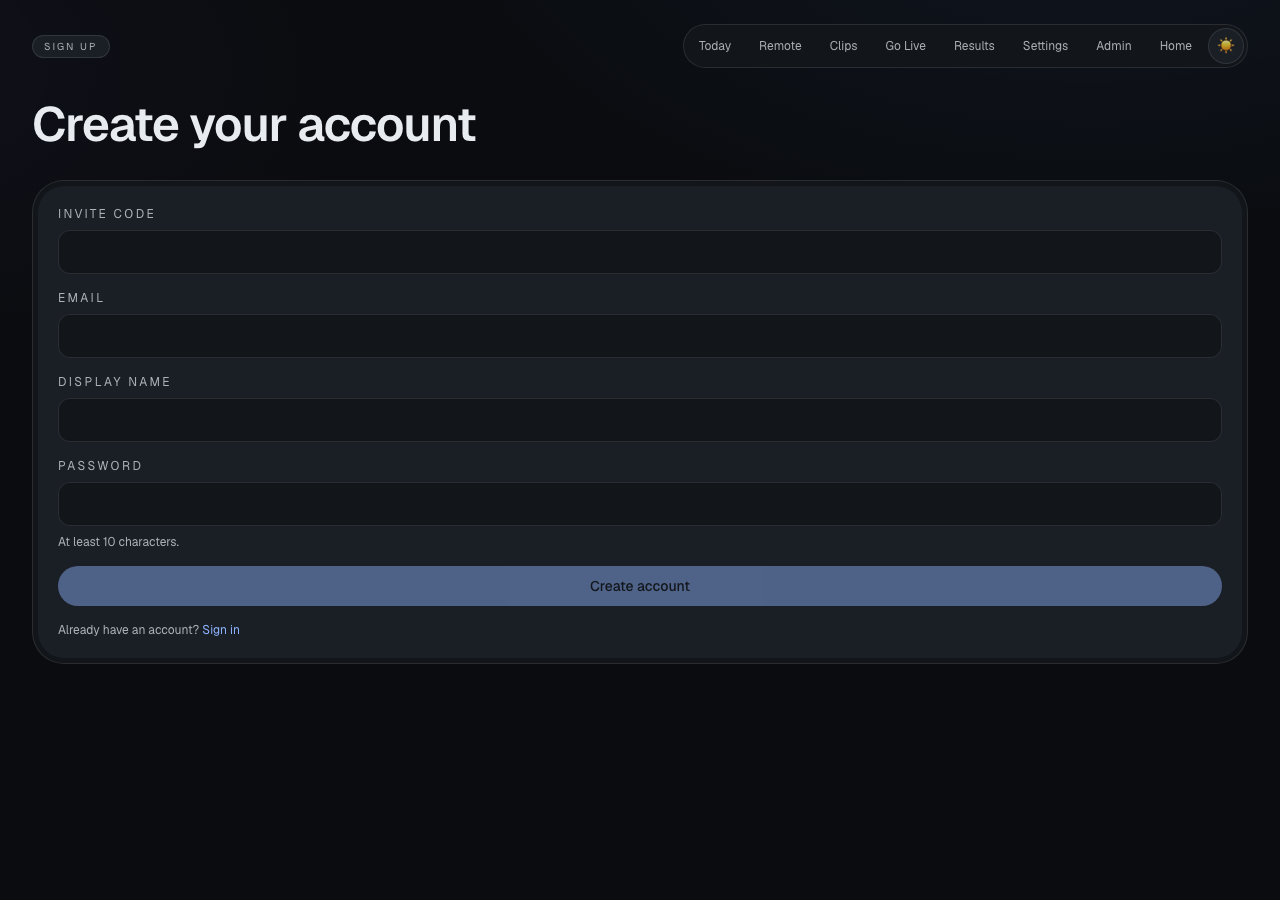 SIGN UP
Today Remote Clips Go Live Results Settings Admin Home
Create your account
INVITE CODE
EMAIL
DISPLAY NAME
PASSWORD
At least 10 characters.
Create account
Already have an account? Sign in